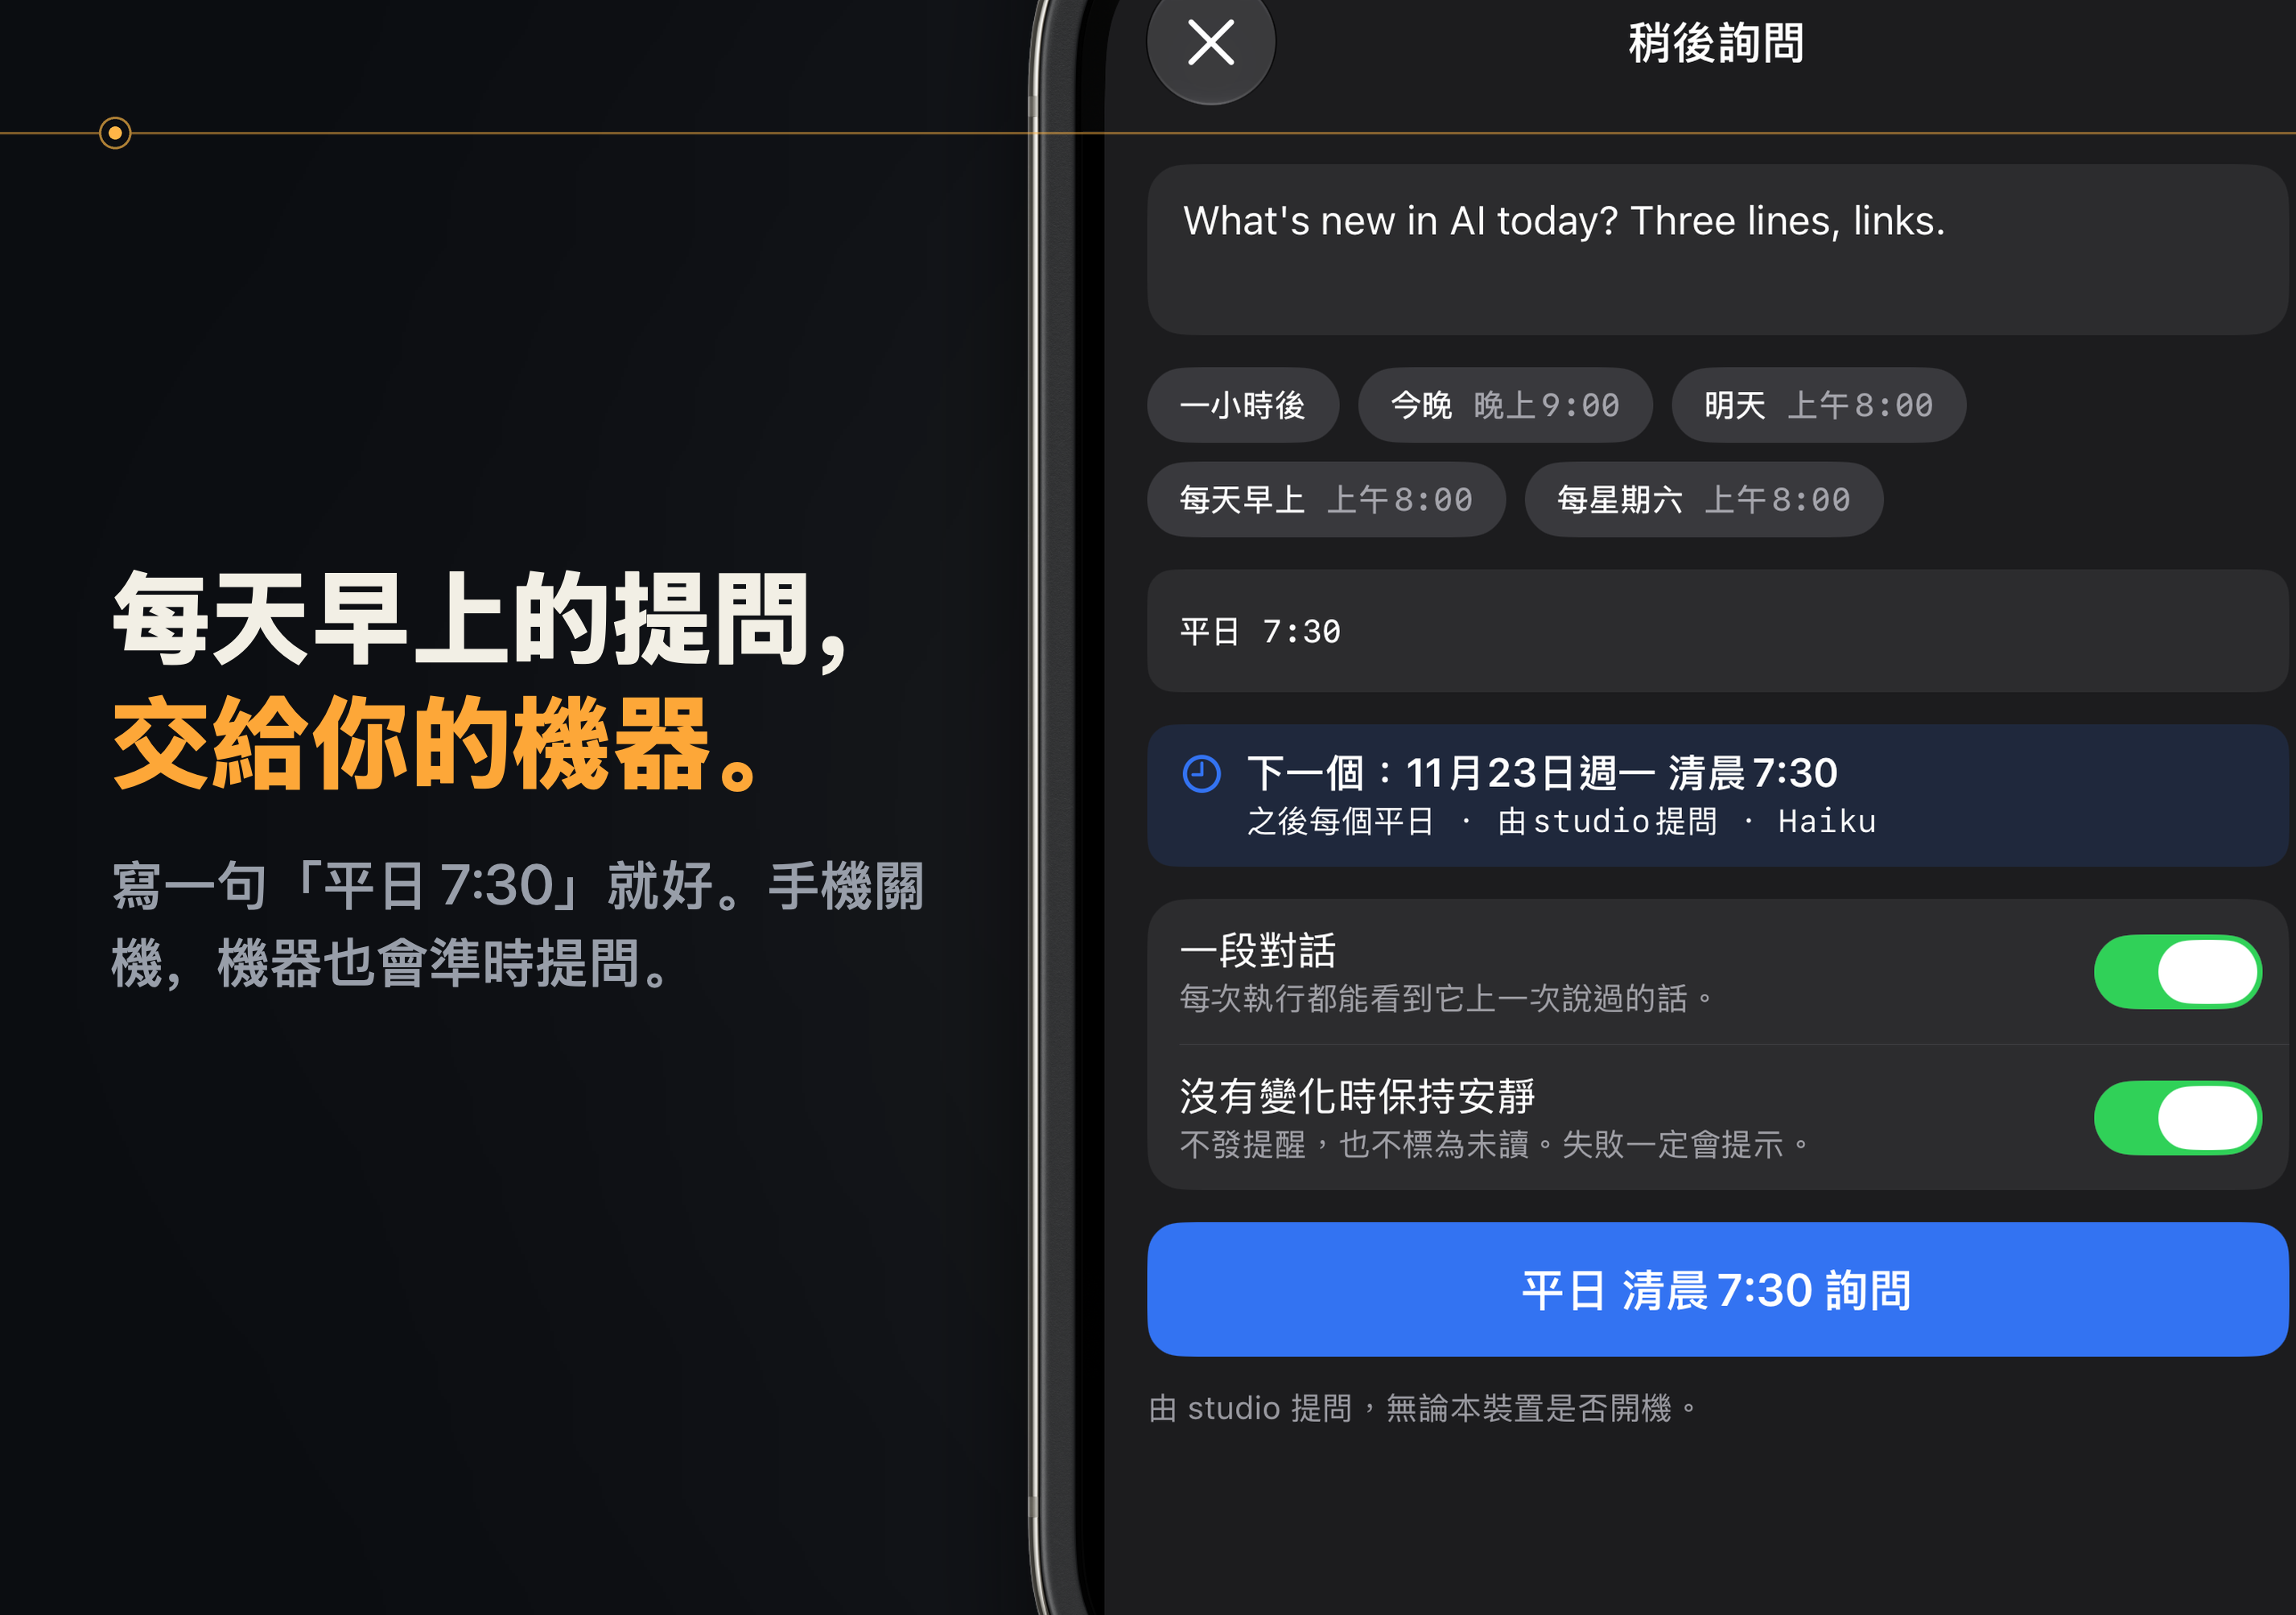 每天早上的提問，
交給你的機器。
寫一句「平日 7:30」就好。手機關
機，機器也會準時提問。
稍後詢問
What's new in AI today? Three lines, links.
一小時後
今晚 晚上9:00
明天 上午8:00
每天早上 上午8:00
每星期六 上午8:00
平日 7:30
下一個：11月23日週一 清晨7:30
之後每個平日 · 由studio提問 · Haiku
一段對話
每次執行都能看到它上一次說過的話。
沒有變化時保持安靜
不發提醒，也不標為未讀。失敗一定會提示。
平日 清晨7:30 詢問
由 studio 提問，無論本裝置是否開機。